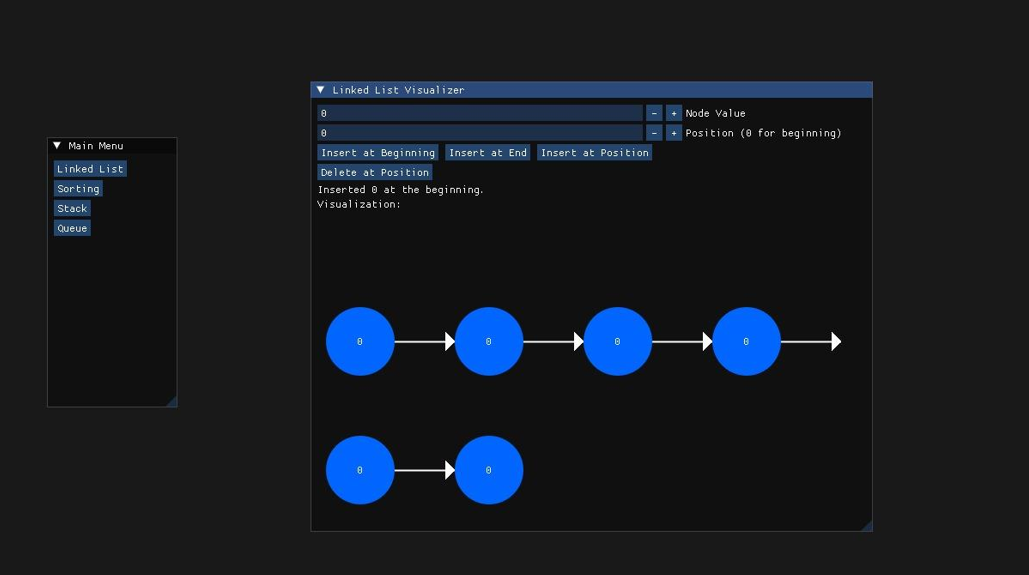 Main Menu
Linked List
Sorting
Stack
Queue
Linked List Visualizer
0 - + Node Value
0 - + Position (0 for beginning)
Insert at Beginning Insert at End Insert at Position
Delete at Position
Inserted 0 at the beginning.
Visualization:
0 0 0 0
0 0